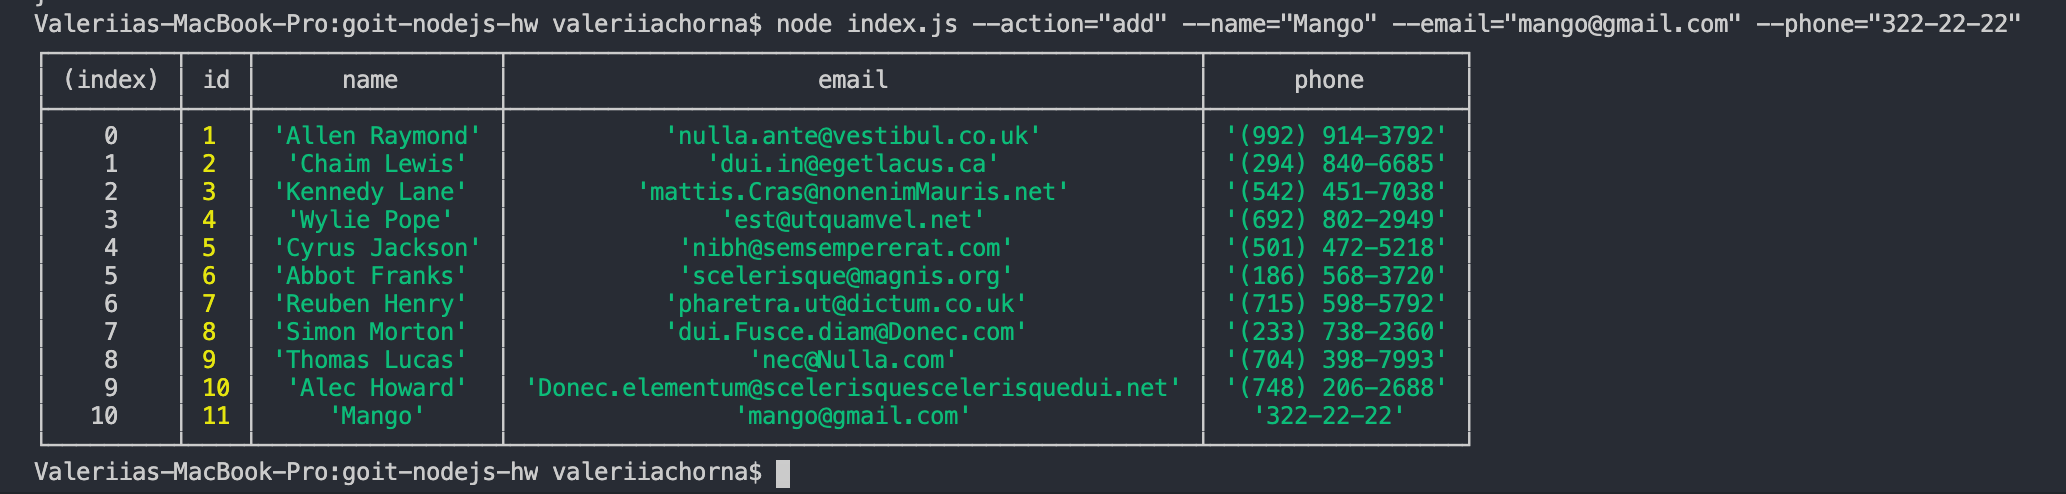 Valeriias-MacBook-Pro:goit-nodejs-hw valeriiachorna$ node index.js --action="add" --name="Mango" --email="mango@gmail.com" --phone="322-22-22"
(index) id name email phone
0 1 'Allen Raymond' 'nulla.ante@vestibul.co.uk' '(992) 914-3792'
1 2 'Chaim Lewis' 'dui.in@egetlacus.ca' '(294) 840-6685'
2 3 'Kennedy Lane' 'mattis.Cras@nonenimMauris.net' '(542) 451-7038'
3 4 'Wylie Pope' 'est@utquamvel.net' '(692) 802-2949'
4 5 'Cyrus Jackson' 'nibh@semsempererat.com' '(501) 472-5218'
5 6 'Abbot Franks' 'scelerisque@magnis.org' '(186) 568-3720'
6 7 'Reuben Henry' 'pharetra.ut@dictum.co.uk' '(715) 598-5792'
7 8 'Simon Morton' 'dui.Fusce.diam@Donec.com' '(233) 738-2360'
8 9 'Thomas Lucas' 'nec@Nulla.com' '(704) 398-7993'
9 10 'Alec Howard' 'Donec.elementum@scelerisquescelerisquedui.net' '(748) 206-2688'
10 11 'Mango' 'mango@gmail.com' '322-22-22'
Valeriias-MacBook-Pro:goit-nodejs-hw valeriiachorna$